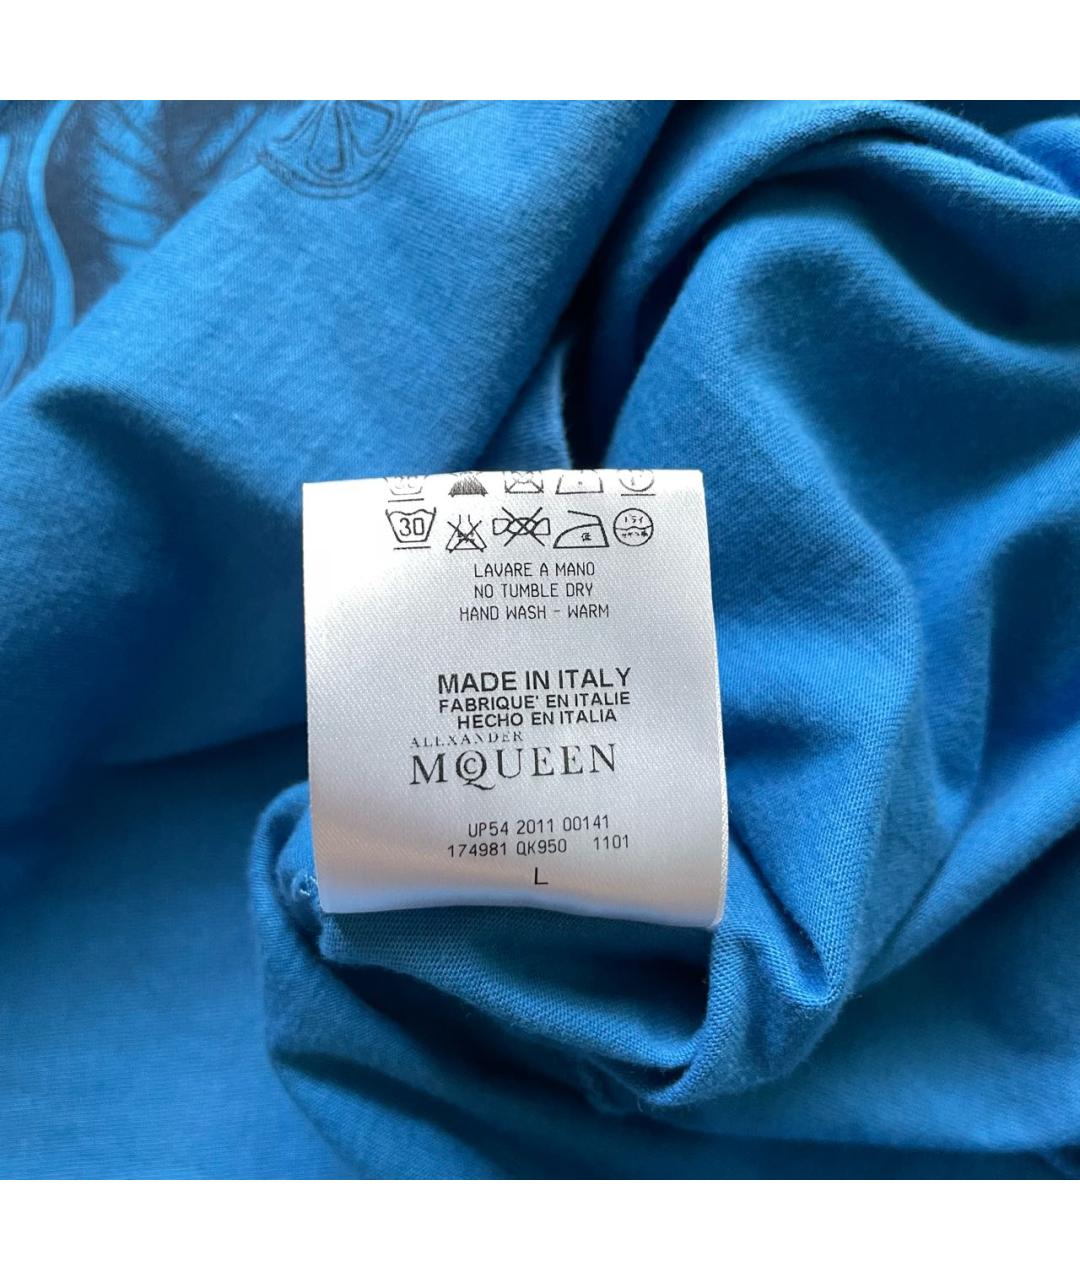 30
LAVARE A MANO
NO TUMBLE DRY
HAND WASH - WARM
MADE IN ITALY
FABRIQUE' EN ITALIE
HECHO EN ITALIA
ALEXANDER
MCQUEEN
UP54 2011 00141
174981 QK950 1101
L